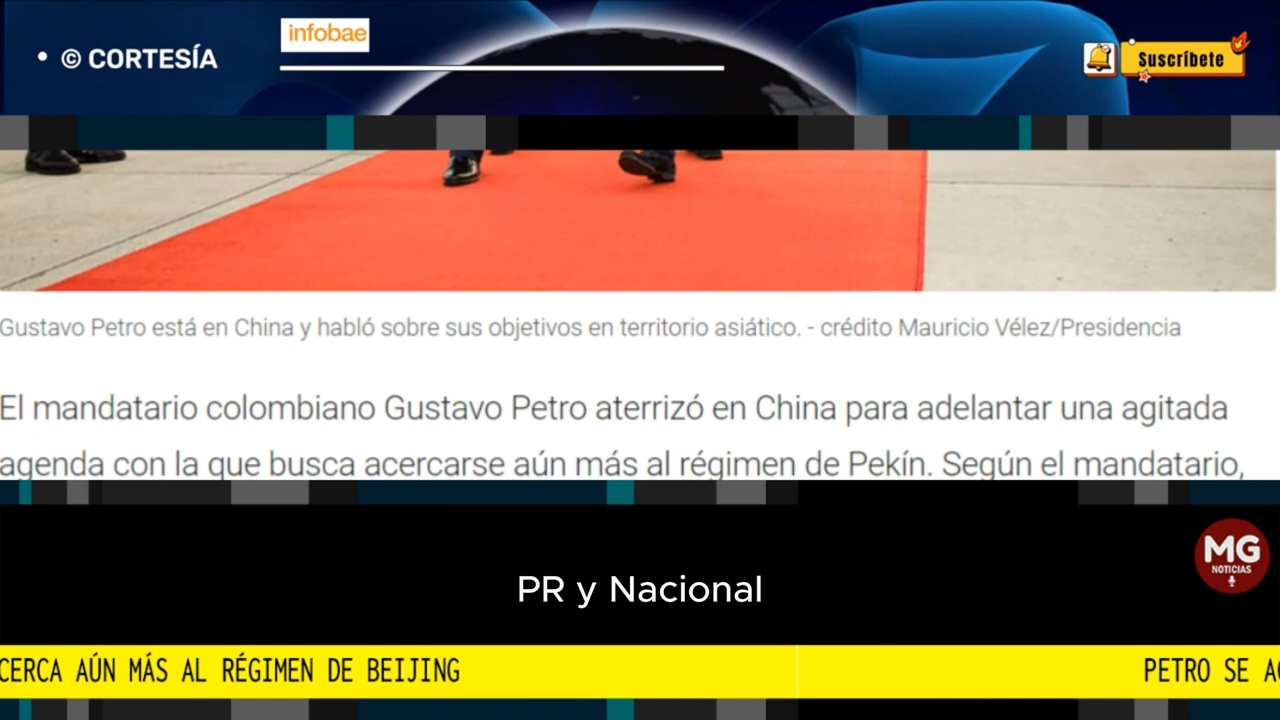 infobae
© CORTESÍA
Suscríbete
Gustavo Petro está en China y habló sobre sus objetivos en territorio asiático. - crédito Mauricio Vélez/Presidencia
El mandatario colombiano Gustavo Petro aterrizó en China para adelantar una agitada
agenda con la que busca acercarse aún más al régimen de Pekín. Según el mandatario,
MG
NOTICIAS
PR y Nacional
CERCA AÚN MÁS AL RÉGIMEN DE BEIJING
PETRO SE A